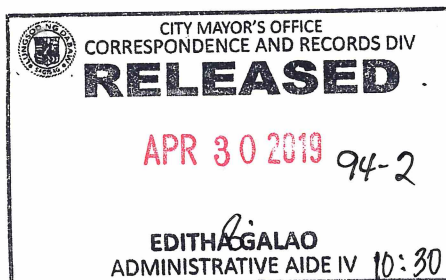 CITY MAYOR'S OFFICE
CORRESPONDENCE AND RECORDS DIV
RELEASED
APR 30 2019 94-2
EDITHA GALAO
ADMINISTRATIVE AIDE IV 10:30